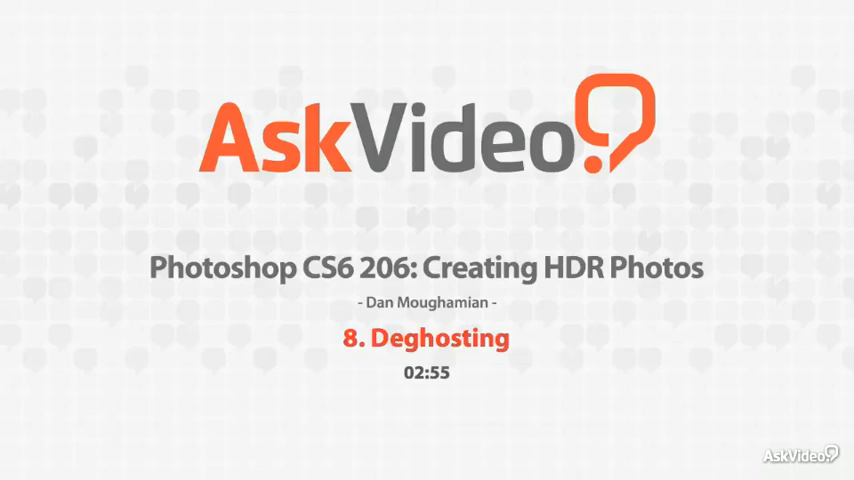 AskVideo
Photoshop CS6 206: Creating HDR Photos
- Dan Moughamian -
8. Deghosting
02:55
AskVideo